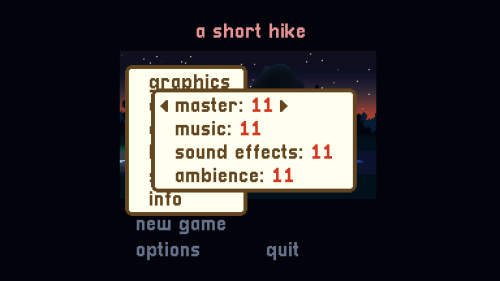 a short hike
graphics
master: 11
music: 11
sound effects: 11
ambience: 11
info
new game
options
quit